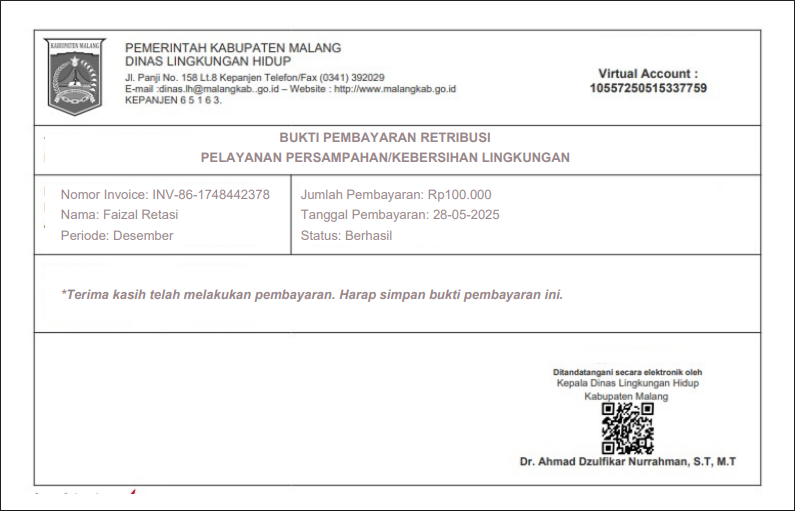 KABUPATEN MALANG
PEMERINTAH KABUPATEN MALANG
DINAS LINGKUNGAN HIDUP
Jl. Panji No. 158 Lt.8 Kepanjen Telefon/Fax (0341) 392029
E-mail :dinas.lh@malangkab..go.id – Website : http://www.malangkab.go.id
KEPANJEN 6 5 1 6 3.
Virtual Account :
10557250515337759
BUKTI PEMBAYARAN RETRIBUSI
PELAYANAN PERSAMPAHAN/KEBERSIHAN LINGKUNGAN
Nomor Invoice: INV-86-1748442378
Nama: Faizal Retasi
Periode: Desember
Jumlah Pembayaran: Rp100.000
Tanggal Pembayaran: 28-05-2025
Status: Berhasil
*Terima kasih telah melakukan pembayaran. Harap simpan bukti pembayaran ini.
Ditandatangani secara elektronik oleh
Kepala Dinas Lingkungan Hidup
Kabupaten Malang
Dr. Ahmad Dzulfikar Nurrahman, S.T, M.T